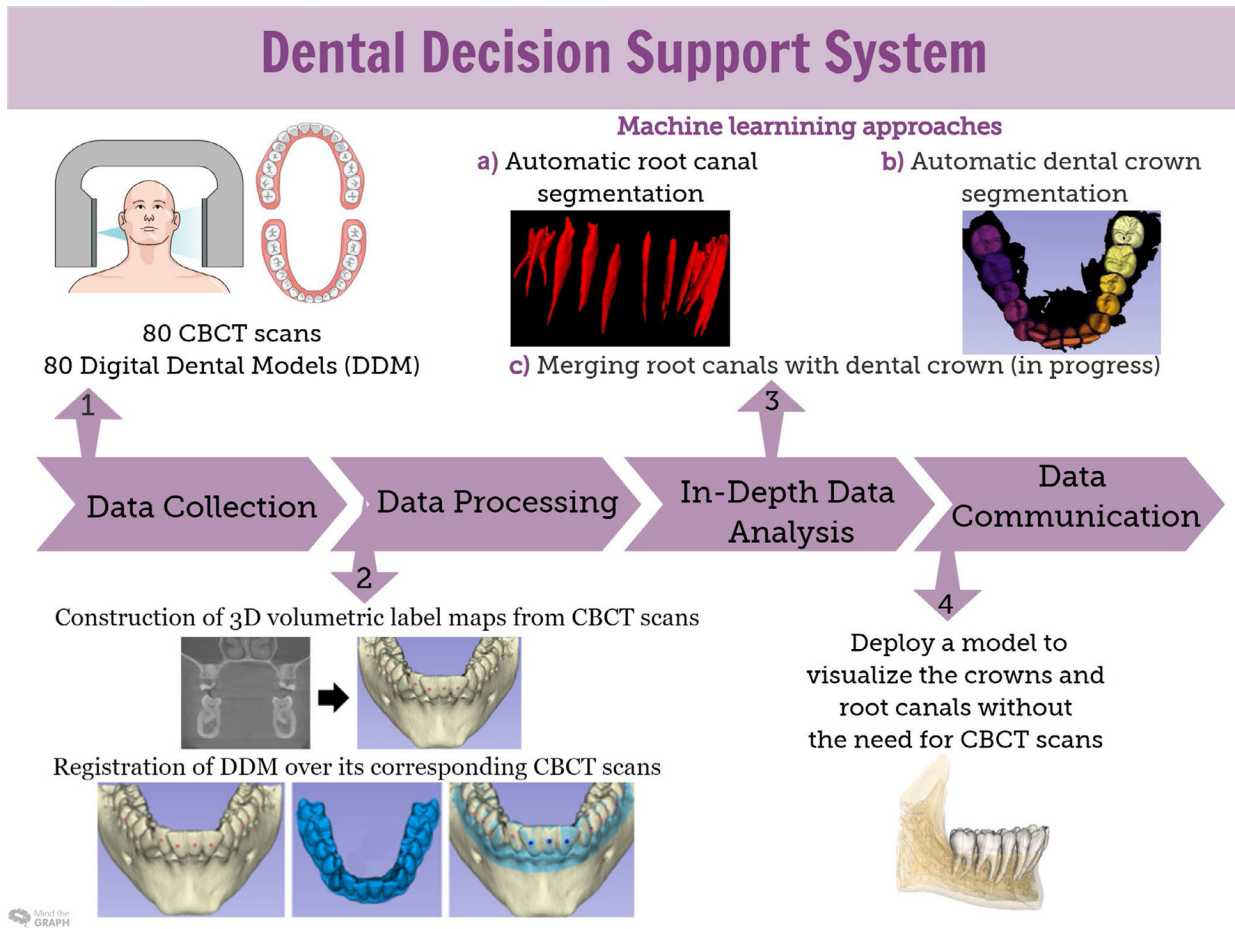 Dental Decision Support System
Machine learnining approaches
a) Automatic root canal
segmentation
b) Automatic dental crown
segmentation
80 CBCT scans
80 Digital Dental Models (DDM)
c) Merging root canals with dental crown (in progress)
1
3
Data Collection
Data Processing
In-Depth Data
Analysis
Data
Communication
2
4
Construction of 3D volumetric label maps from CBCT scans
Registration of DDM over its corresponding CBCT scans
Deploy a model to
visualize the crowns and
root canals without
the need for CBCT scans
Mind the
GRAPH